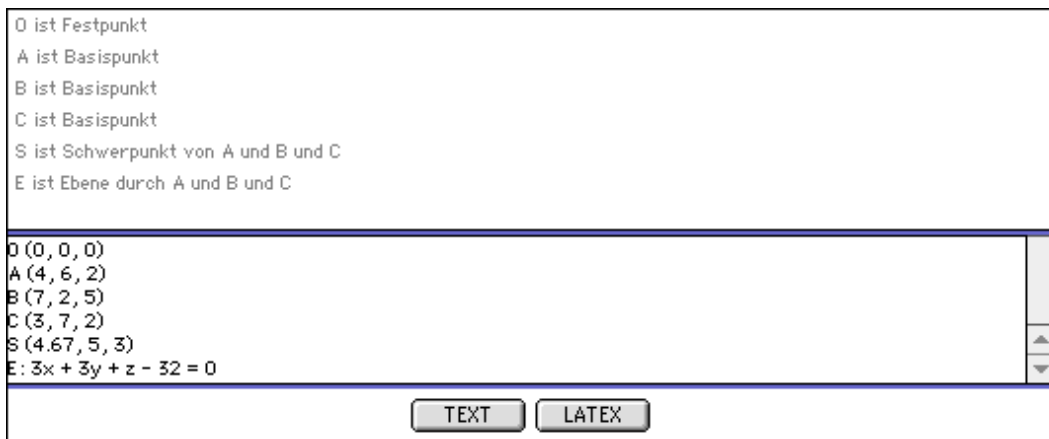 O ist Festpunkt
A ist Basispunkt
B ist Basispunkt
C ist Basispunkt
S ist Schwerpunkt von A und B und C
E ist Ebene durch A und B und C
O (0, 0, 0)
A (4, 6, 2)
B (7, 2, 5)
C (3, 7, 2)
S (4.67, 5, 3)
E: 3x + 3y + z - 32 = 0
TEXT LATEX